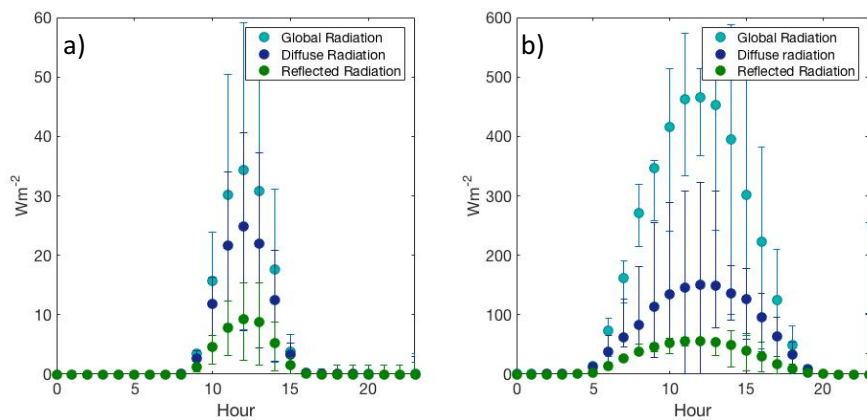 a)
Global Radiation
Diffuse Radiation
Reflected Radiation
60
50
40
30
20
10
0
Wm-2
0 5 10 15 20
Hour
b)
Global Radiation
Diffuse radiation
Reflected Radiation
600
500
400
300
200
100
0
Wm-2
0 5 10 15 20
Hour